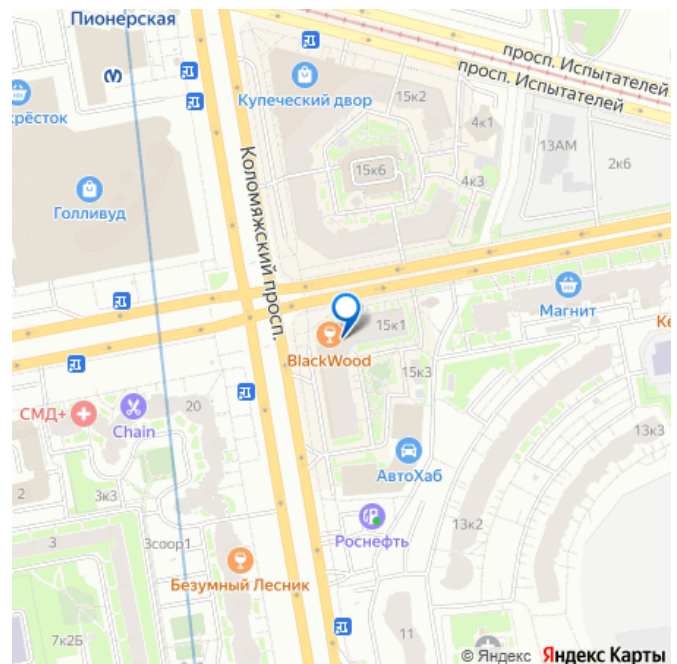 Пионерская
просп. Испытателей
просп. Испытателей
Купеческий двор
15к2
4к1
13АМ
2к6
15к6
4к3
крёсток
Голливуд
Коломяжский просп.
Магнит
15к1
BlackWood
15к3
Ке
СМД+
20
Chain
АвтоХаб
13к3
2
3к3
Роснефть
13к2
3
3соор1
Безумный Лесник
7к2Б
11
© Яндекс Яндекс Карты